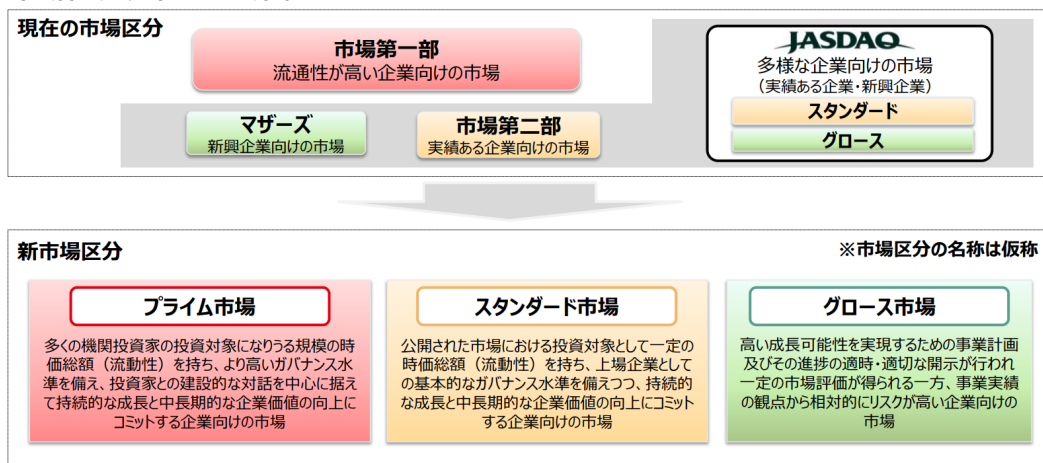 現在の市場区分
市場第一部
流通性が高い企業向けの市場
JASDAQ
多様な企業向けの市場
（実績ある企業・新興企業）
スタンダード
グロース
マザーズ
新興企業向けの市場
市場第二部
実績ある企業向けの市場
新市場区分
※市場区分の名称は仮称
プライム市場
多くの機関投資家の投資対象になりうる規模の時
価総額（流動性）を持ち、より高いガバナンス水
準を備え、投資家との建設的な対話を中心に据え
て持続的な成長と中長期的な企業価値の向上に
コミットする企業向けの市場
スタンダード市場
公開された市場における投資対象として一定の
時価総額（流動性）を持ち、上場企業として
の基本的なガバナンス水準を備えつつ、持続的
な成長と中長期的な企業価値の向上にコミット
する企業向けの市場
グロース市場
高い成長可能性を実現するための事業計画
及びその進捗の適時・適切な開示が行われ
一定の市場評価が得られる一方、事業実績
の観点から相対的にリスクが高い企業向けの
市場